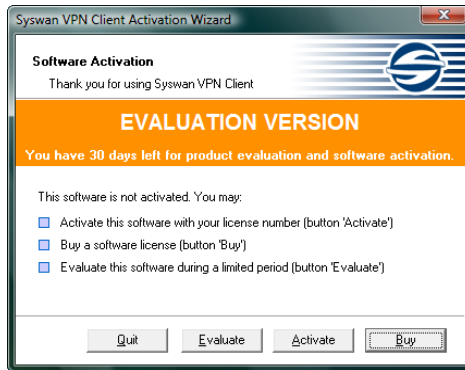 Syswan VPN Client Activation Wizard
Software Activation
Thank you for using Syswan VPN Client
EVALUATION VERSION
You have 30 days left for product evaluation and software activation.
This software is not activated. You may:
Activate this software with your license number (button 'Activate')
Buy a software license (button 'Buy')
Evaluate this software during a limited period (button 'Evaluate')
Quit Evaluate Activate Buy